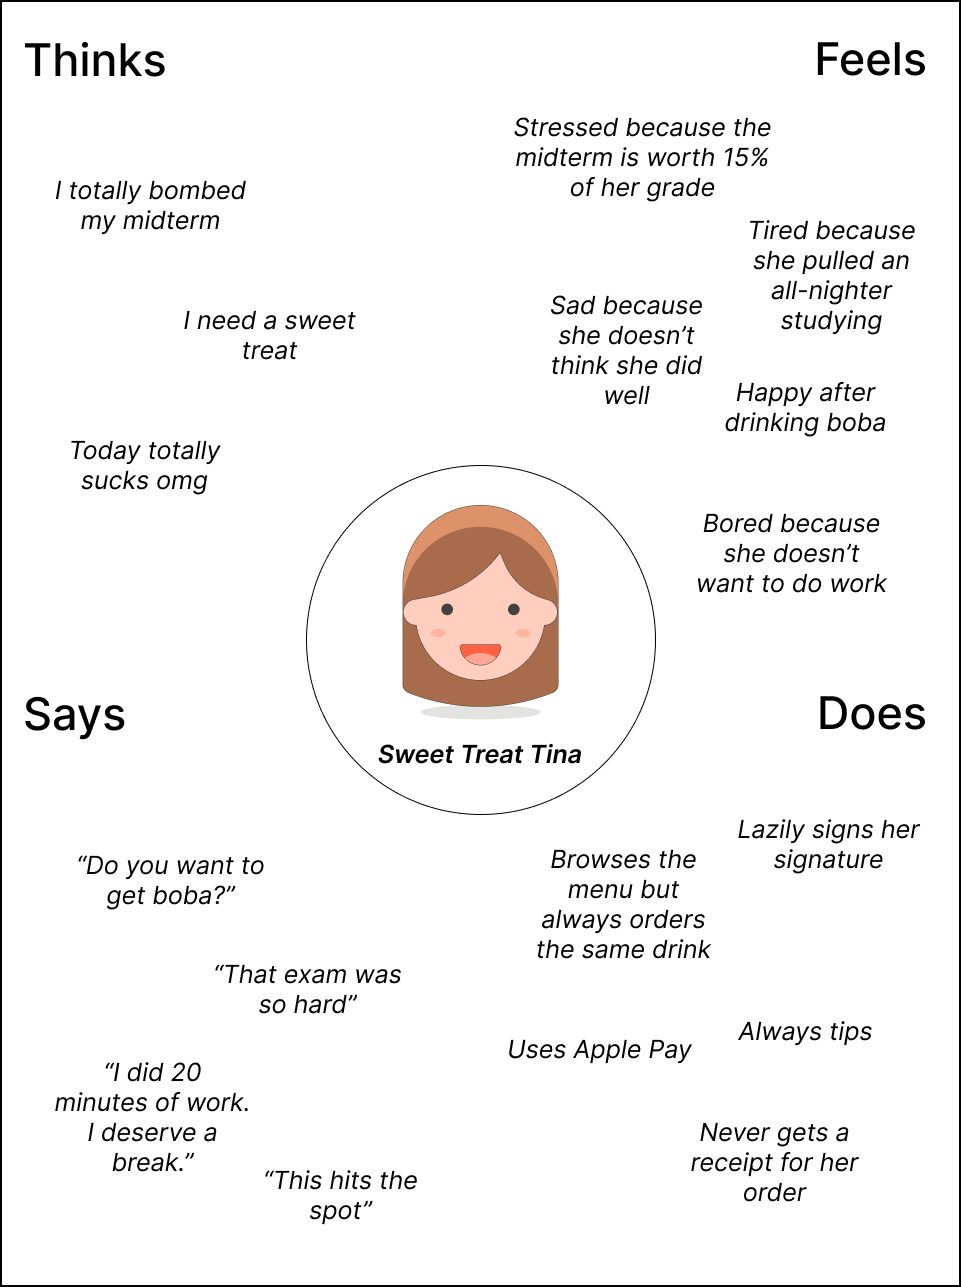 Thinks
I totally bombed
my midterm
I need a sweet
treat
Today totally
sucks omg
Feels
Stressed because the
midterm is worth 15%
of her grade
Tired because
she pulled an
all-nighter
studying
Sad because
she doesn’t
think she did
well
Happy after
drinking boba
Bored because
she doesn’t
want to do work
Sweet Treat Tina
Says
“Do you want to
get boba?”
“That exam was
so hard”
“I did 20
minutes of work.
I deserve a
break.”
“This hits the
spot”
Does
Lazily signs her
signature
Browses the
menu but
always orders
the same drink
Always tips
Uses Apple Pay
Never gets a
receipt for her
order